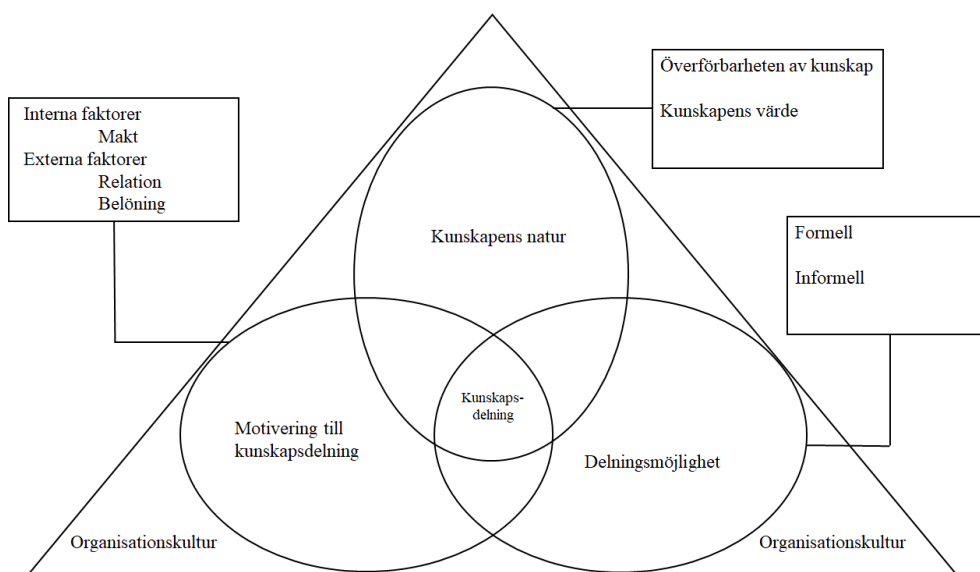 Överförbarheten av kunskap
Kunskapens värde
Interna faktorer
Makt
Externa faktorer
Relation
Belöning
Kunskapens natur
Formell
Informell
Kunskaps-
delning
Motivering till
kunskapsdelning
Delningsmöjlighet
Organisationskultur
Organisationskultur